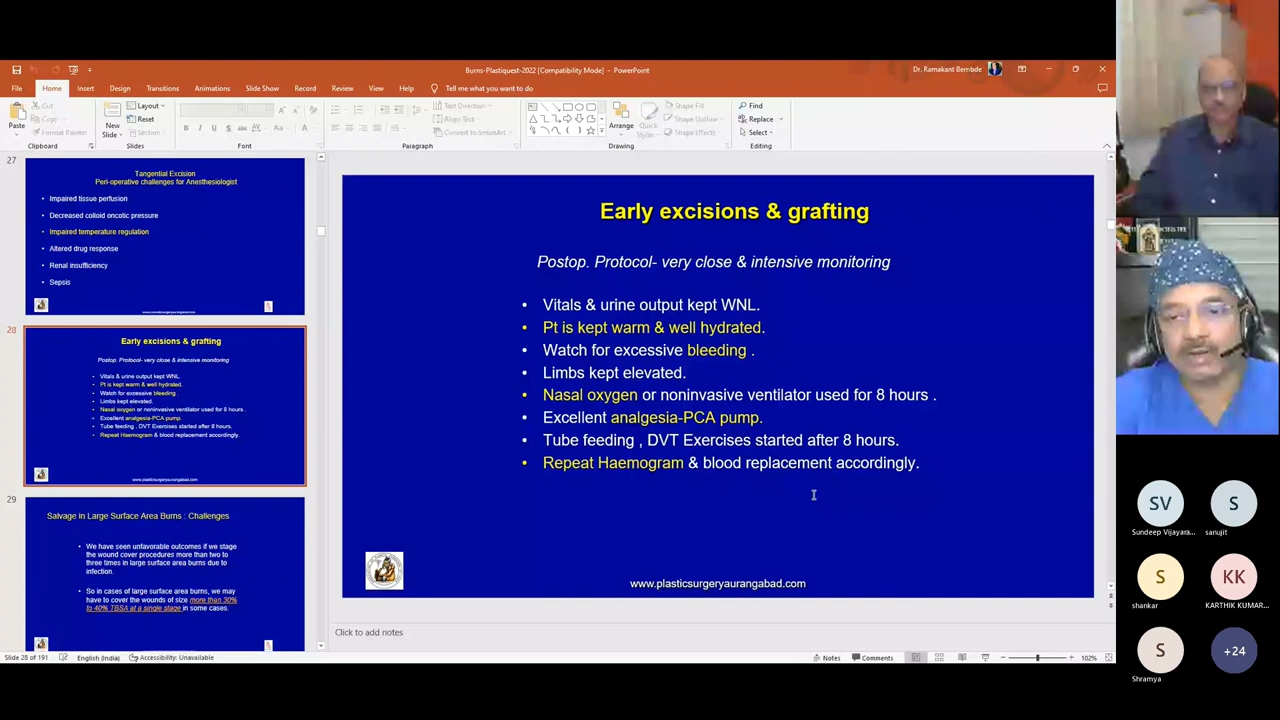 Burns-Plastiquest-2022 [Compatibility Mode] - PowerPoint
Dr. Ramakant Bembde
File Home Insert Design Transitions Animations Slide Show Record Review View Help Tell me what you want to do
Paste
Cut
Copy
Format Painter
Clipboard
New Slide
Layout
Reset
Section
Slides
Font
Text Direction
Align Text
Convert to SmartArt
Paragraph
Arrange
Quick Styles
Shape Fill
Shape Outline
Shape Effects
Drawing
Find
Replace
Select
Editing
27
Tangential Excision
Peri-operative challenges for Anesthesiologist
• Impaired tissue perfusion
• Decreased colloid oncotic pressure
• Impaired temperature regulation
• Altered drug response
• Renal insufficiency
• Sepsis
www.plasticsurgeryaurangabad.com
28
Early excisions & grafting
Postop. Protocol- very close & intensive monitoring
• Vitals & urine output kept WNL.
• Pt is kept warm & well hydrated.
• Watch for excessive bleeding .
• Limbs kept elevated.
• Nasal oxygen or noninvasive ventilator used for 8 hours .
• Excellent analgesia-PCA pump.
• Tube feeding , DVT Exercises started after 8 hours.
• Repeat Haemogram & blood replacement accordingly.
www.plasticsurgeryaurangabad.com
29
Salvage in Large Surface Area Burns : Challenges
• We have seen unfavorable outcomes if we stage
the wound cover procedures more than two to
three times in large surface area burns due to
infection.
• So in cases of large surface area burns, we may
have to cover the wounds of size more than 30%
to 40% TBSA at a single stage in some cases.
Early excisions & grafting
Postop. Protocol- very close & intensive monitoring
• Vitals & urine output kept WNL.
• Pt is kept warm & well hydrated.
• Watch for excessive bleeding .
• Limbs kept elevated.
• Nasal oxygen or noninvasive ventilator used for 8 hours .
• Excellent analgesia-PCA pump.
• Tube feeding , DVT Exercises started after 8 hours.
• Repeat Haemogram & blood replacement accordingly.
www.plasticsurgeryaurangabad.com
Click to add notes
Slide 28 of 191 English (India) Accessibility: Unavailable Notes Comments 102%
SV
Sundeep Vijayara...
S
sanujit
S
shankar
KK
KARTHIK KUMAR...
S
Shramya
+24